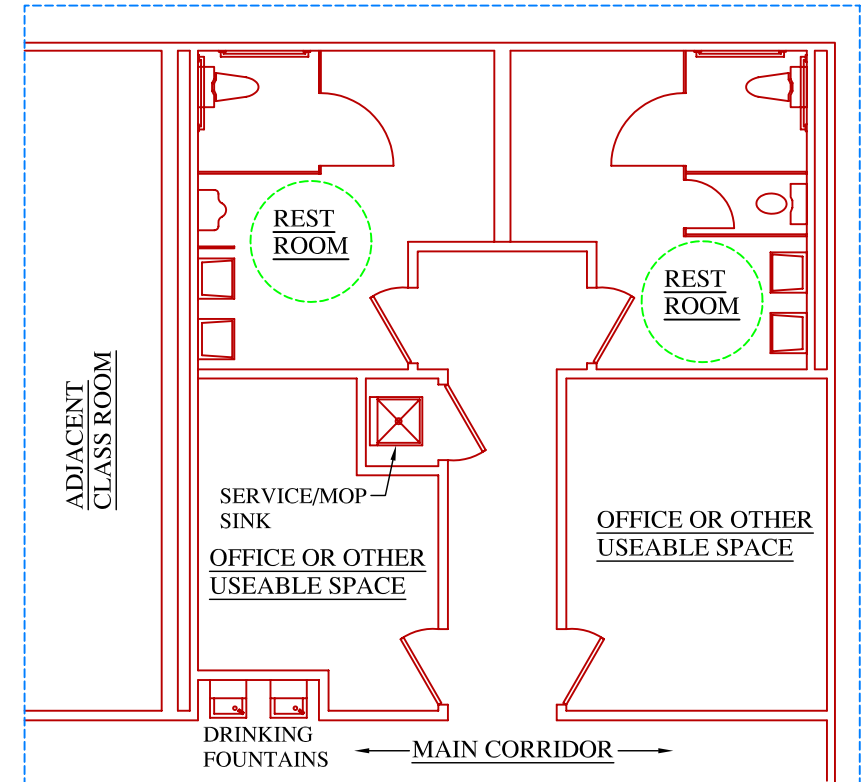 REST
ROOM
REST
ROOM
ADJACENT
CLASS ROOM
SERVICE/MOP
SINK
OFFICE OR OTHER
USEABLE SPACE
OFFICE OR OTHER
USEABLE SPACE
DRINKING
FOUNTAINS
MAIN CORRIDOR